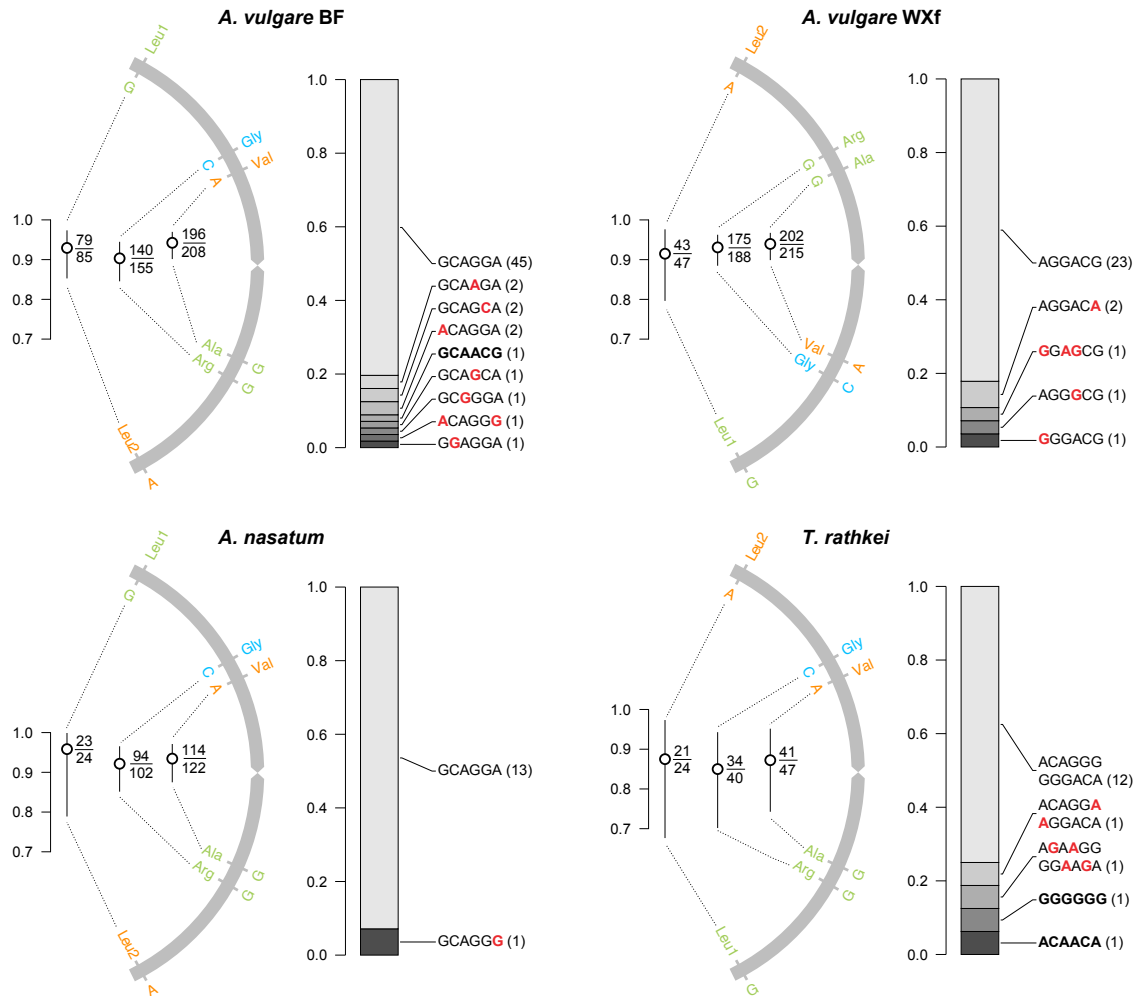 A. vulgare BF
Leu1
G
Gly
Val
C
A
1.0
0.9
0.8
0.7
79
85
140
155
196
208
Ala
Arg
G
G
Leu2
A
1.0
0.8
0.6
0.4
0.2
0.0
GCAGGA (45)
GCAAGA (2)
GCAGCA (2)
ACAGGA (2)
GCAACG (1)
GCAGCA (1)
GCGGGA (1)
ACAGGG (1)
GGAGGA (1)
A. vulgare WXf
Leu2
A
Arg
Ala
G
G
1.0
0.9
0.8
0.7
43
47
175
188
202
215
Val
Gly
A
C
Leu1
G
1.0
0.8
0.6
0.4
0.2
0.0
AGGACG (23)
AGGACA (2)
GGAGCG (1)
AGGGCG (1)
GGGACG (1)
A. nasatum
Leu1
G
Gly
Val
C
A
1.0
0.9
0.8
0.7
23
24
94
102
114
122
Ala
Arg
G
G
Leu2
A
1.0
0.8
0.6
0.4
0.2
0.0
GCAGGA (13)
GCAGGG (1)
T. rathkei
Leu2
A
Gly
Val
C
A
1.0
0.9
0.8
0.7
21
24
34
40
41
47
Ala
Arg
G
G
Leu1
G
1.0
0.8
0.6
0.4
0.2
0.0
ACAGGG
GGGACA (12)
ACAGGA
AGGACA (1)
AGAAGG
GGAAGA (1)
GGGGGG (1)
ACAACA (1)